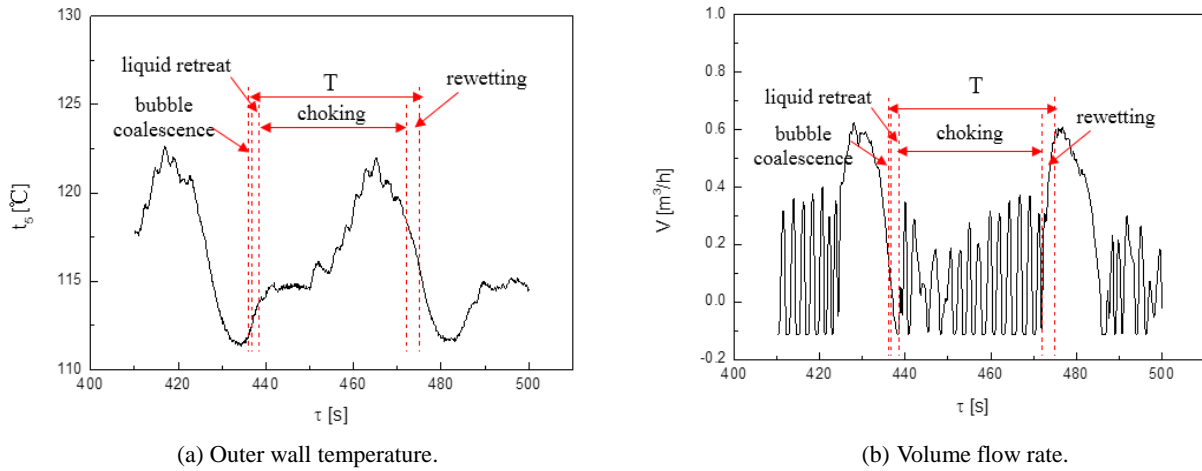 130
125
120
115
110
t5 [℃]
liquid retreat
T
rewetting
bubble
coalescence
choking
400 420 440 460 480 500
τ [s]
(a) Outer wall temperature.
1.0
0.8
0.6
0.4
0.2
0.0
-0.2
V [m³/h]
T
liquid retreat
bubble
coalescence
choking
rewetting
400 420 440 460 480 500
τ [s]
(b) Volume flow rate.